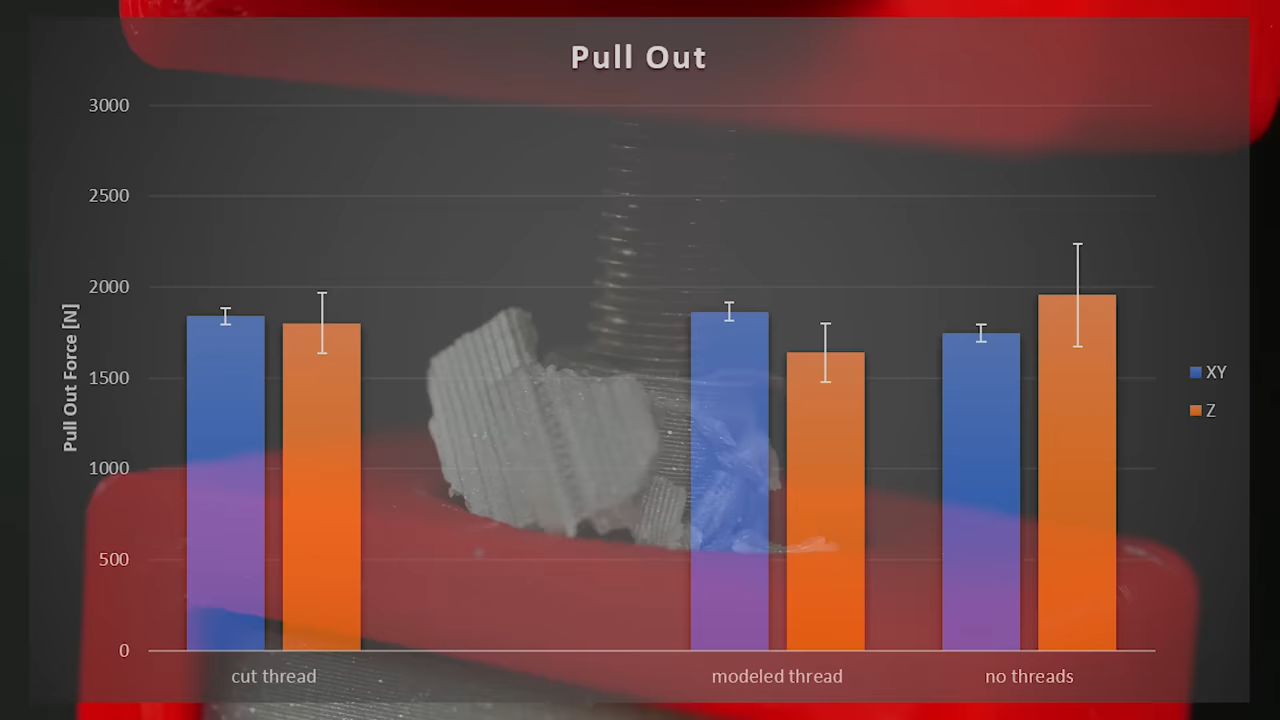 Pull Out
3000
2500
2000
1500
1000
500
0
Pull Out Force [N]
cut thread
modeled thread
no threads
XY
Z